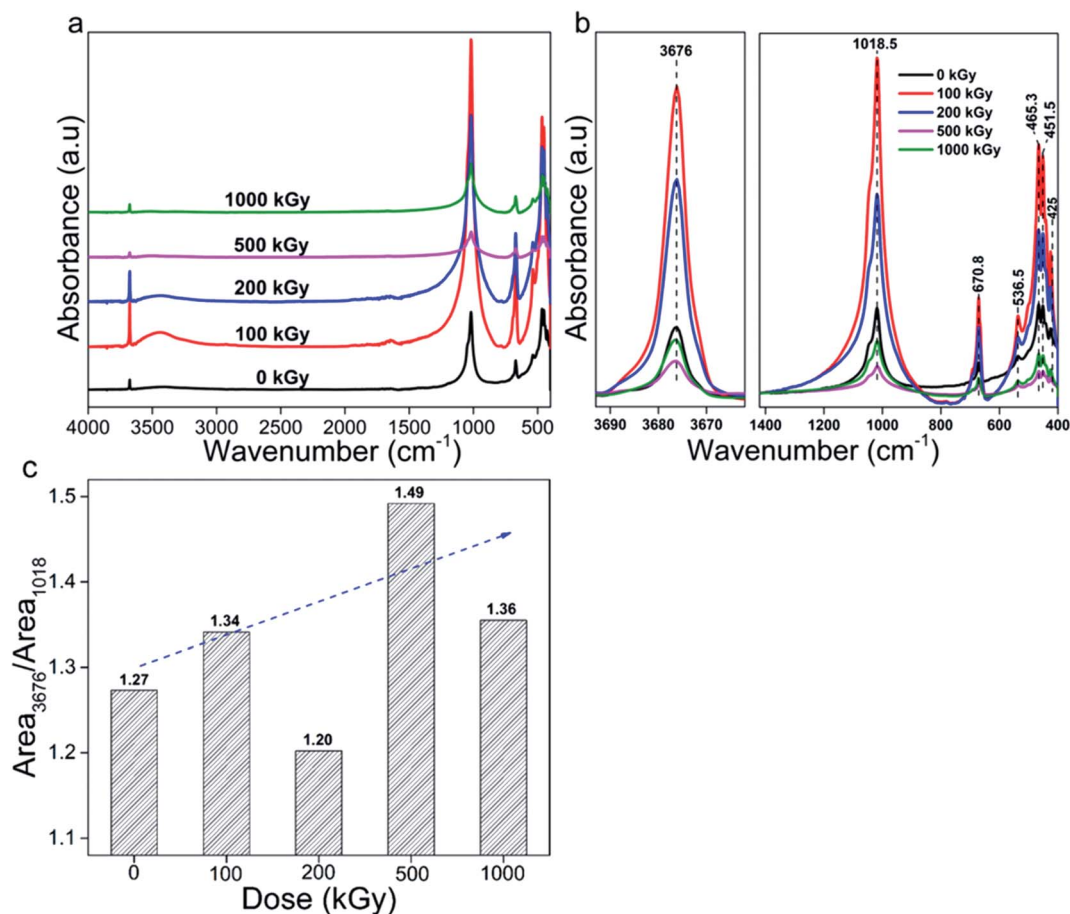 a
Absorbance (a.u)
1000 kGy
500 kGy
200 kGy
100 kGy
0 kGy
4000 3500 3000 2500 2000 1500 1000 500
Wavenumber (cm-1)
b
Absorbance (a.u)
3676
1018.5
0 kGy
100 kGy
200 kGy
500 kGy
1000 kGy
670.8
536.5
465.3
451.5
425
3690 3680 3670
1400 1200 1000 800 600 400
Wavenumber (cm-1)
c
Area3676/Area1018
1.5
1.4
1.3
1.2
1.1
1.27
1.34
1.20
1.49
1.36
0 100 200 500 1000
Dose (kGy)